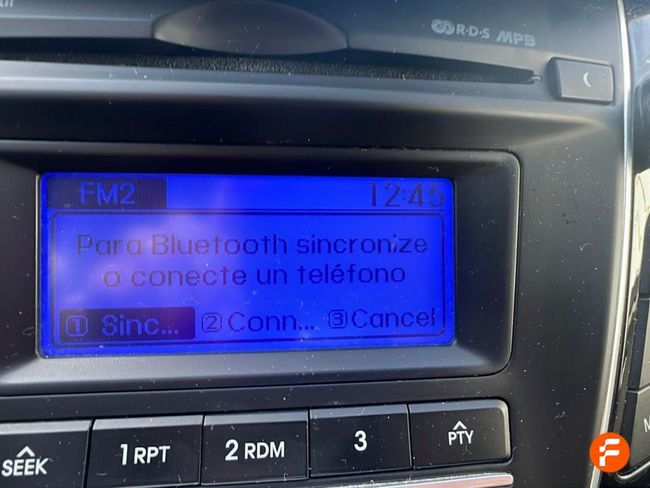 R·D·S MP3
FM2 12:45
Para Bluetooth sincronize
o conecte un teléfono
1 Sinc... 2 Conn... 3 Cancel
SEEK 1 RPT 2 RDM 3 PTY